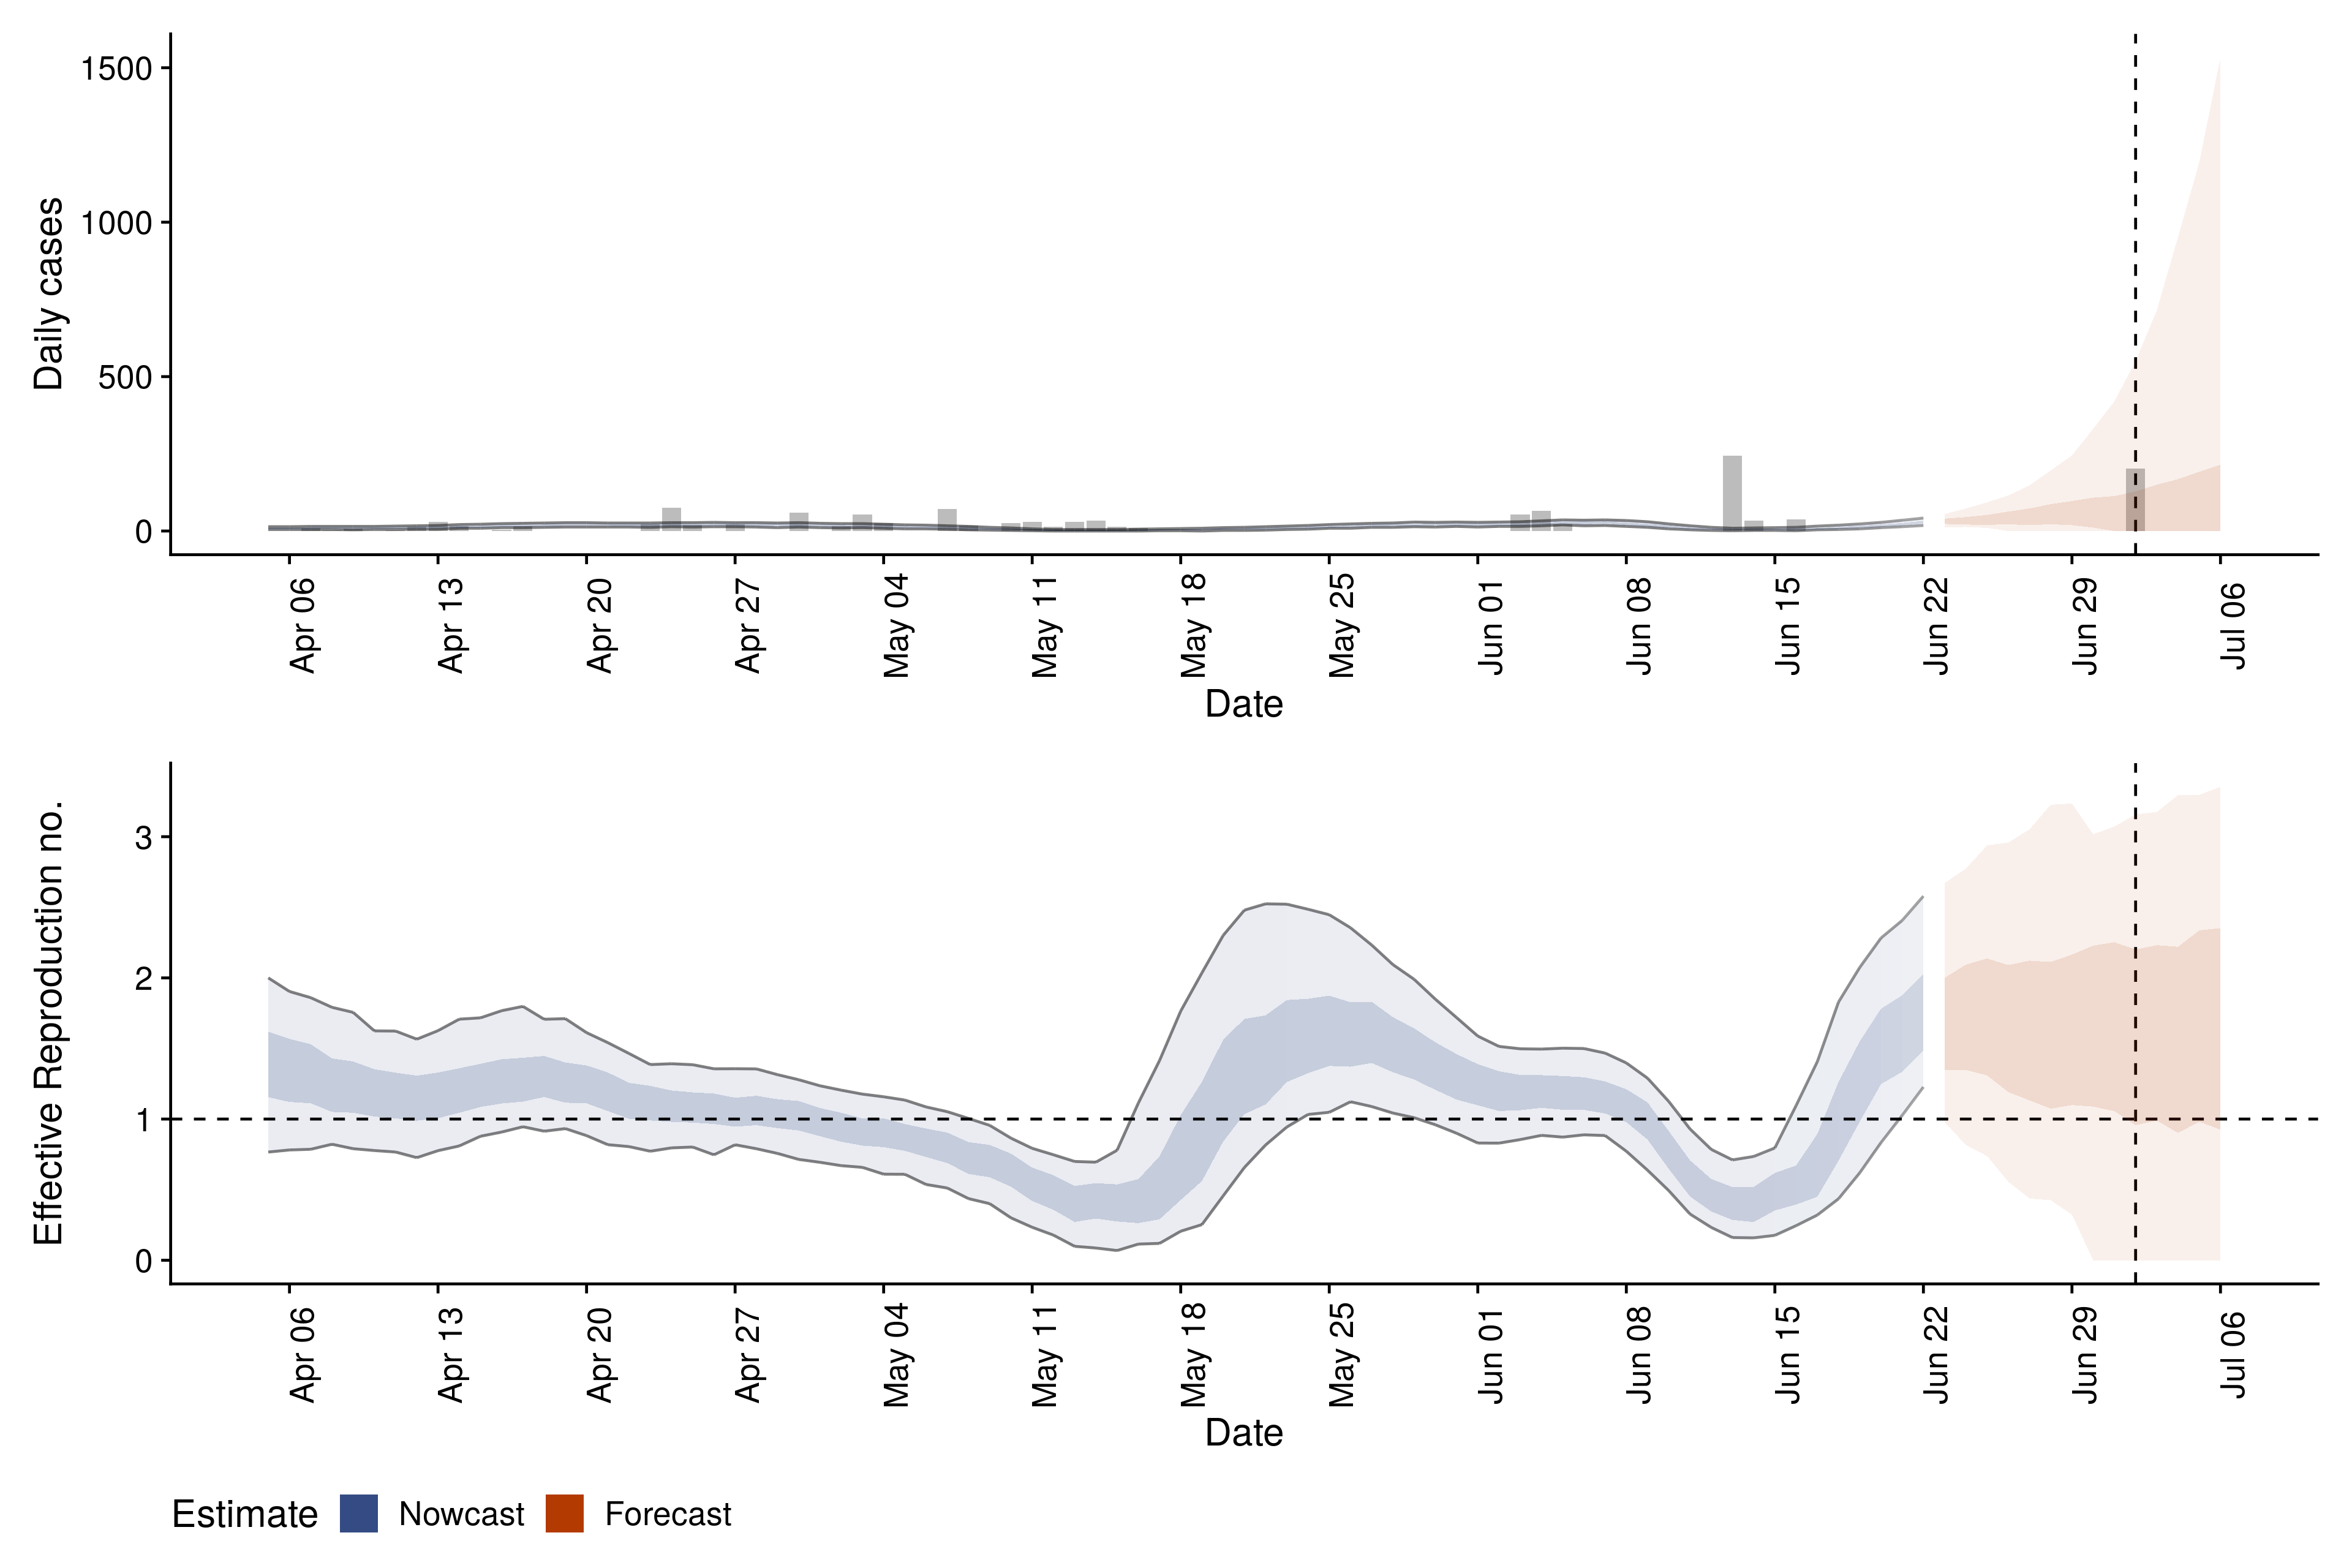 Daily cases
1500
1000
500
0
Apr 06
Apr 13
Apr 20
Apr 27
May 04
May 11
May 18
May 25
Jun 01
Jun 08
Jun 15
Jun 22
Jun 29
Jul 06
Date
Effective Reproduction no.
3
2
1
0
Apr 06
Apr 13
Apr 20
Apr 27
May 04
May 11
May 18
May 25
Jun 01
Jun 08
Jun 15
Jun 22
Jun 29
Jul 06
Date
Estimate Nowcast Forecast